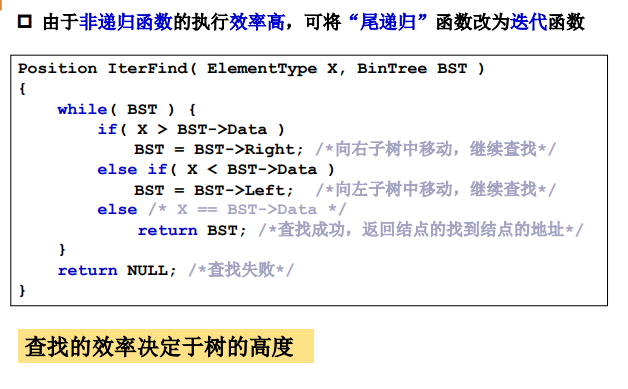 □ 由于非递归函数的执行效率高，可将“尾递归”函数改为迭代函数
Position IterFind( ElementType X, BinTree BST )
{
while( BST ) {
if( X > BST->Data )
BST = BST->Right; /*向右子树中移动，继续查找*/
else if( X < BST->Data )
BST = BST->Left; /*向左子树中移动，继续查找*/
else /* X == BST->Data */
return BST; /*查找成功，返回结点的找到结点的地址*/
}
return NULL; /*查找失败*/
}
查找的效率决定于树的高度